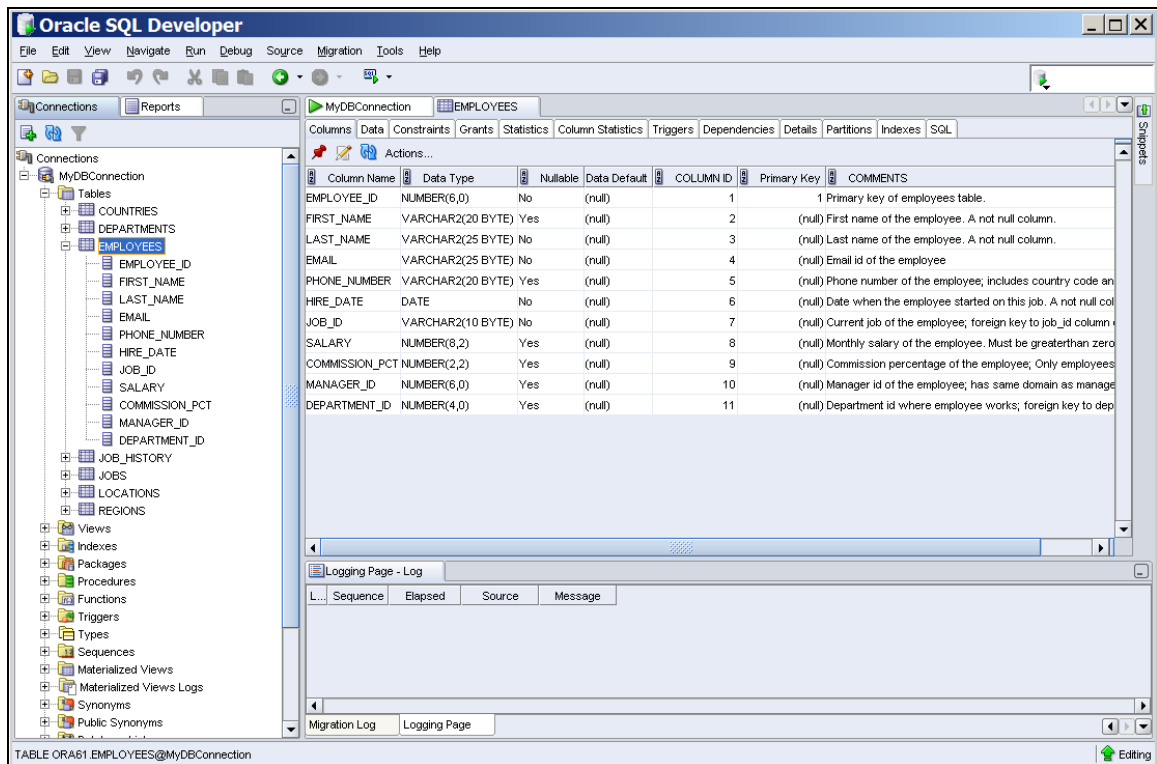 Oracle SQL Developer
File Edit View Navigate Run Debug Source Migration Tools Help
Connections Reports
Connections
MyDBConnection
Tables
COUNTRIES
DEPARTMENTS
EMPLOYEES
EMPLOYEE_ID
FIRST_NAME
LAST_NAME
EMAIL
PHONE_NUMBER
HIRE_DATE
JOB_ID
SALARY
COMMISSION_PCT
MANAGER_ID
DEPARTMENT_ID
JOB_HISTORY
JOBS
LOCATIONS
REGIONS
Views
Indexes
Packages
Procedures
Functions
Triggers
Types
Sequences
Materialized Views
Materialized Views Logs
Synonyms
Public Synonyms
MyDBConnection EMPLOYEES
Columns Data Constraints Grants Statistics Column Statistics Triggers Dependencies Details Partitions Indexes SQL
Actions...
Column Name Data Type Nullable Data Default COLUMN ID Primary Key COMMENTS
EMPLOYEE_ID NUMBER(6,0) No (null) 1 1 Primary key of employees table.
FIRST_NAME VARCHAR2(20 BYTE) Yes (null) 2 (null) First name of the employee. A not null column.
LAST_NAME VARCHAR2(25 BYTE) No (null) 3 (null) Last name of the employee. A not null column.
EMAIL VARCHAR2(25 BYTE) No (null) 4 (null) Email id of the employee
PHONE_NUMBER VARCHAR2(20 BYTE) Yes (null) 5 (null) Phone number of the employee; includes country code an
HIRE_DATE DATE No (null) 6 (null) Date when the employee started on this job. A not null col
JOB_ID VARCHAR2(10 BYTE) No (null) 7 (null) Current job of the employee; foreign key to job_id column
SALARY NUMBER(8,2) Yes (null) 8 (null) Monthly salary of the employee. Must be greaterthan zero
COMMISSION_PCT NUMBER(2,2) Yes (null) 9 (null) Commission percentage of the employee; Only employees
MANAGER_ID NUMBER(6,0) Yes (null) 10 (null) Manager id of the employee; has same domain as manage
DEPARTMENT_ID NUMBER(4,0) Yes (null) 11 (null) Department id where employee works; foreign key to dep
Snippets
Logging Page - Log
L... Sequence Elapsed Source Message
Migration Log Logging Page
TABLE ORA61.EMPLOYEES@MyDBConnection Editing